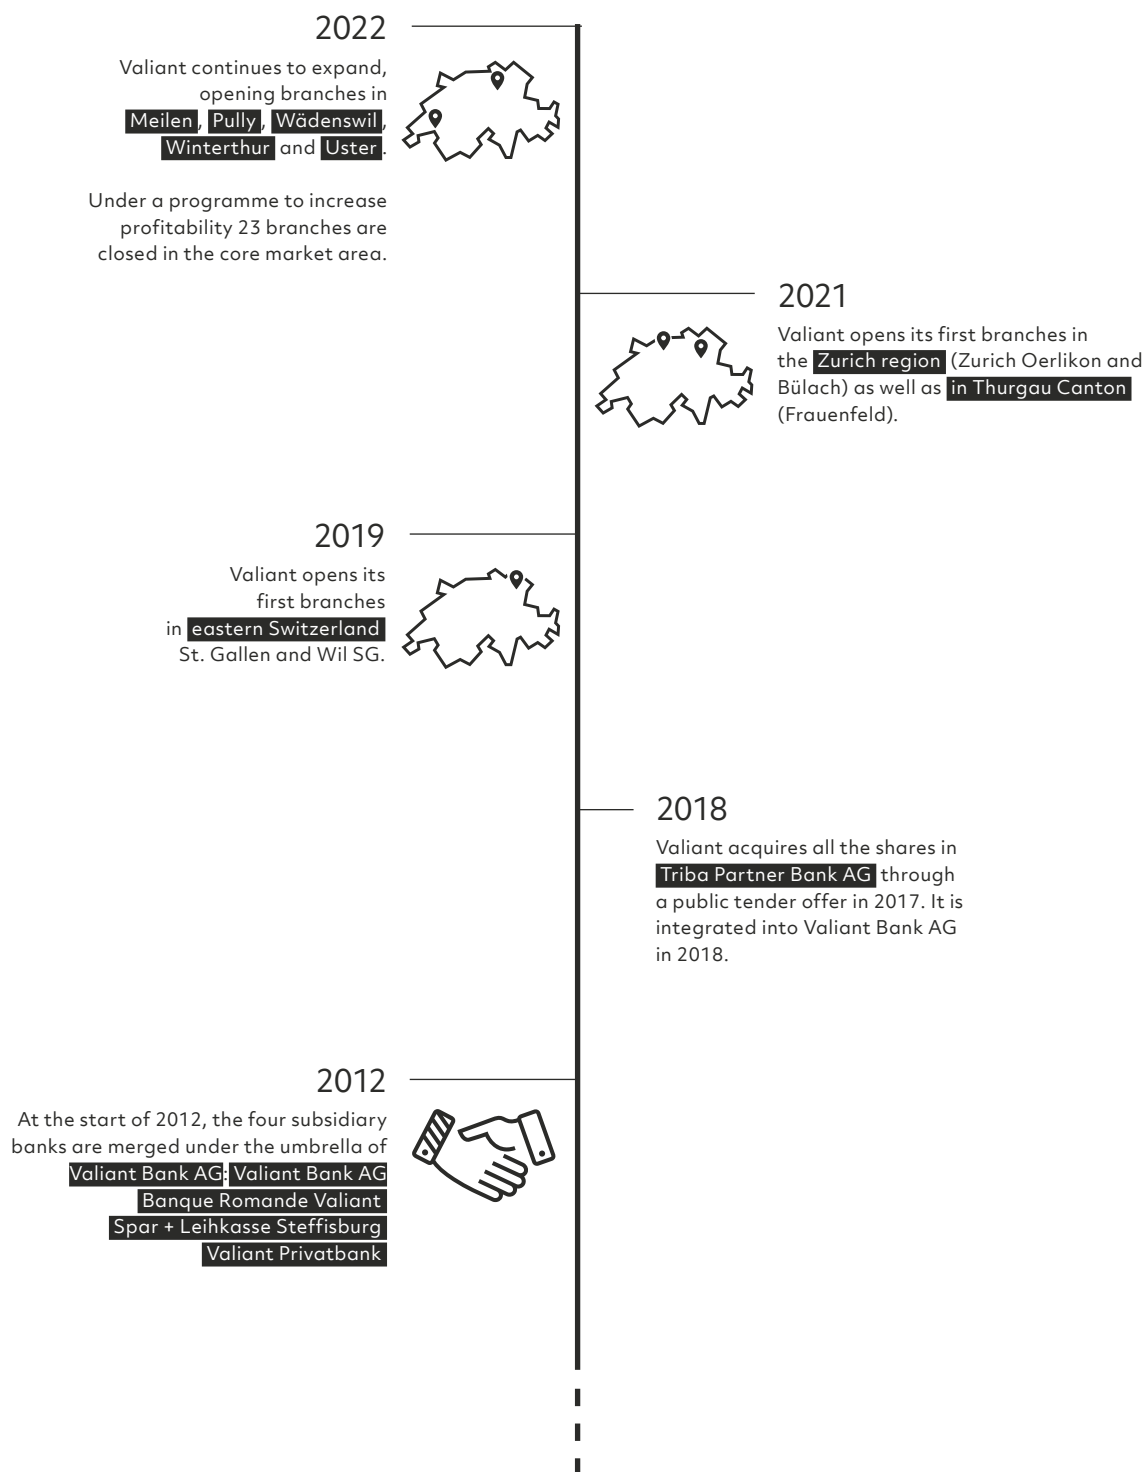 2022
Valiant continues to expand,
opening branches in
Meilen, Pully, Wädenswil,
Winterthur and Uster.
Under a programme to increase
profitability 23 branches are
closed in the core market area.
2021
Valiant opens its first branches in
the Zurich region (Zurich Oerlikon and
Bülach) as well as in Thurgau Canton
(Frauenfeld).
2019
Valiant opens its
first branches
in eastern Switzerland
St. Gallen and Wil SG.
2018
Valiant acquires all the shares in
Triba Partner Bank AG through
a public tender offer in 2017. It is
integrated into Valiant Bank AG
in 2018.
2012
At the start of 2012, the four subsidiary
banks are merged under the umbrella of
Valiant Bank AG: Valiant Bank AG
Banque Romande Valiant
Spar + Leihkasse Steffisburg
Valiant Privatbank